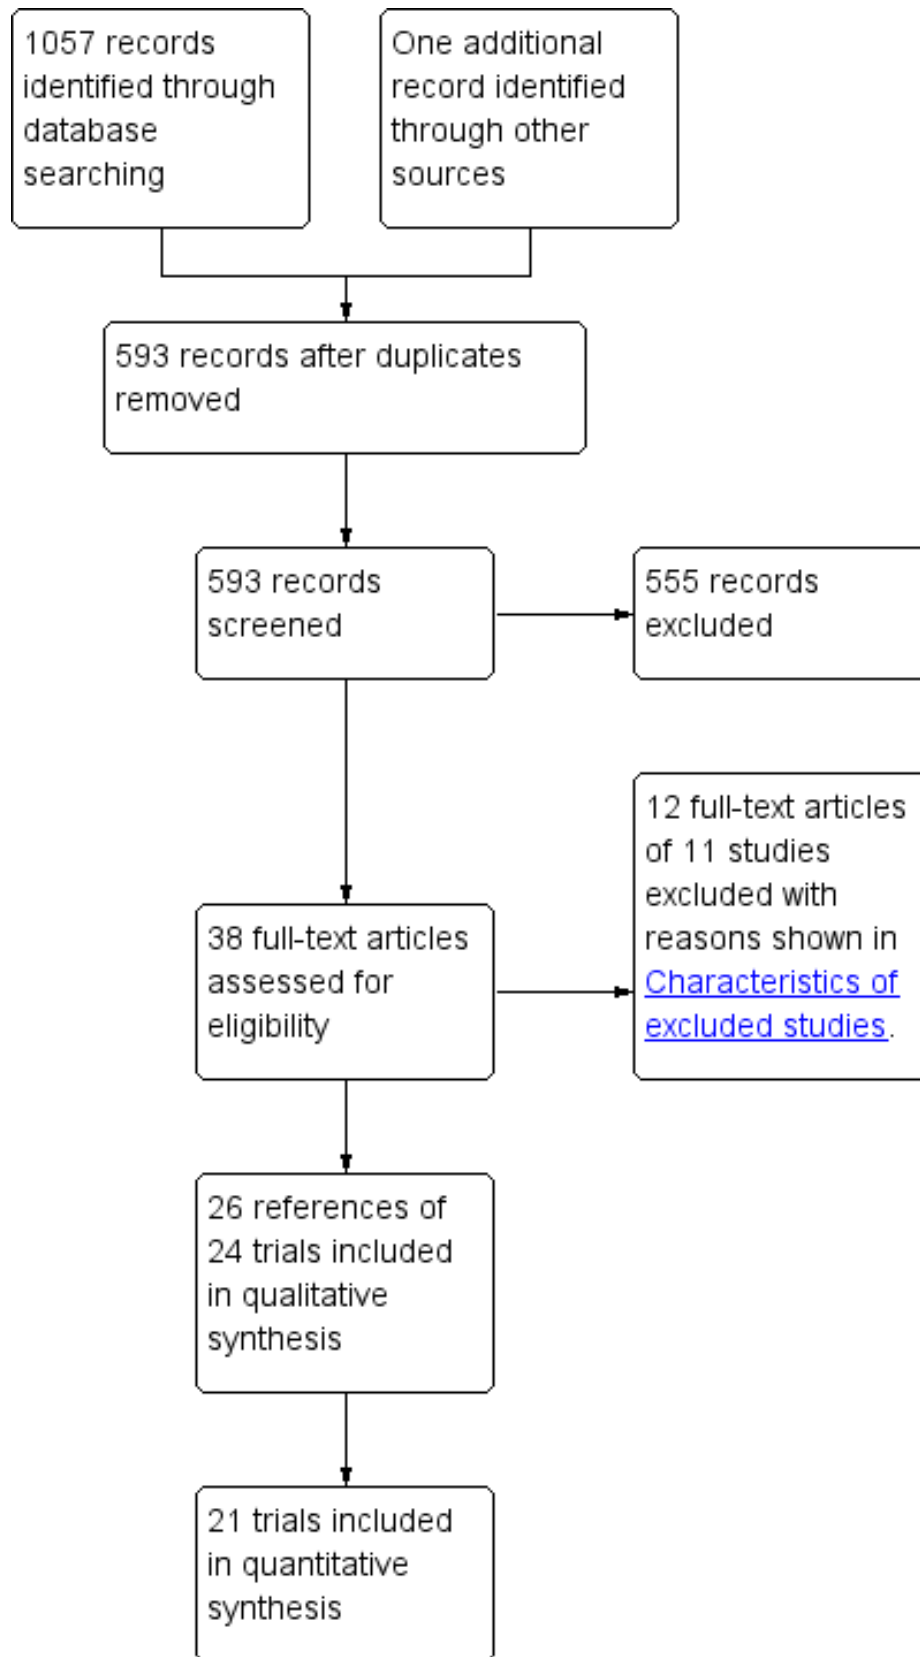 1057 records
identified through
database
searching
One additional
record identified
through other
sources
593 records after duplicates
removed
593 records
screened
555 records
excluded
38 full-text articles
assessed for
eligibility
12 full-text articles
of 11 studies
excluded with
reasons shown in
Characteristics of
excluded studies.
26 references of
24 trials included
in qualitative
synthesis
21 trials included
in quantitative
synthesis